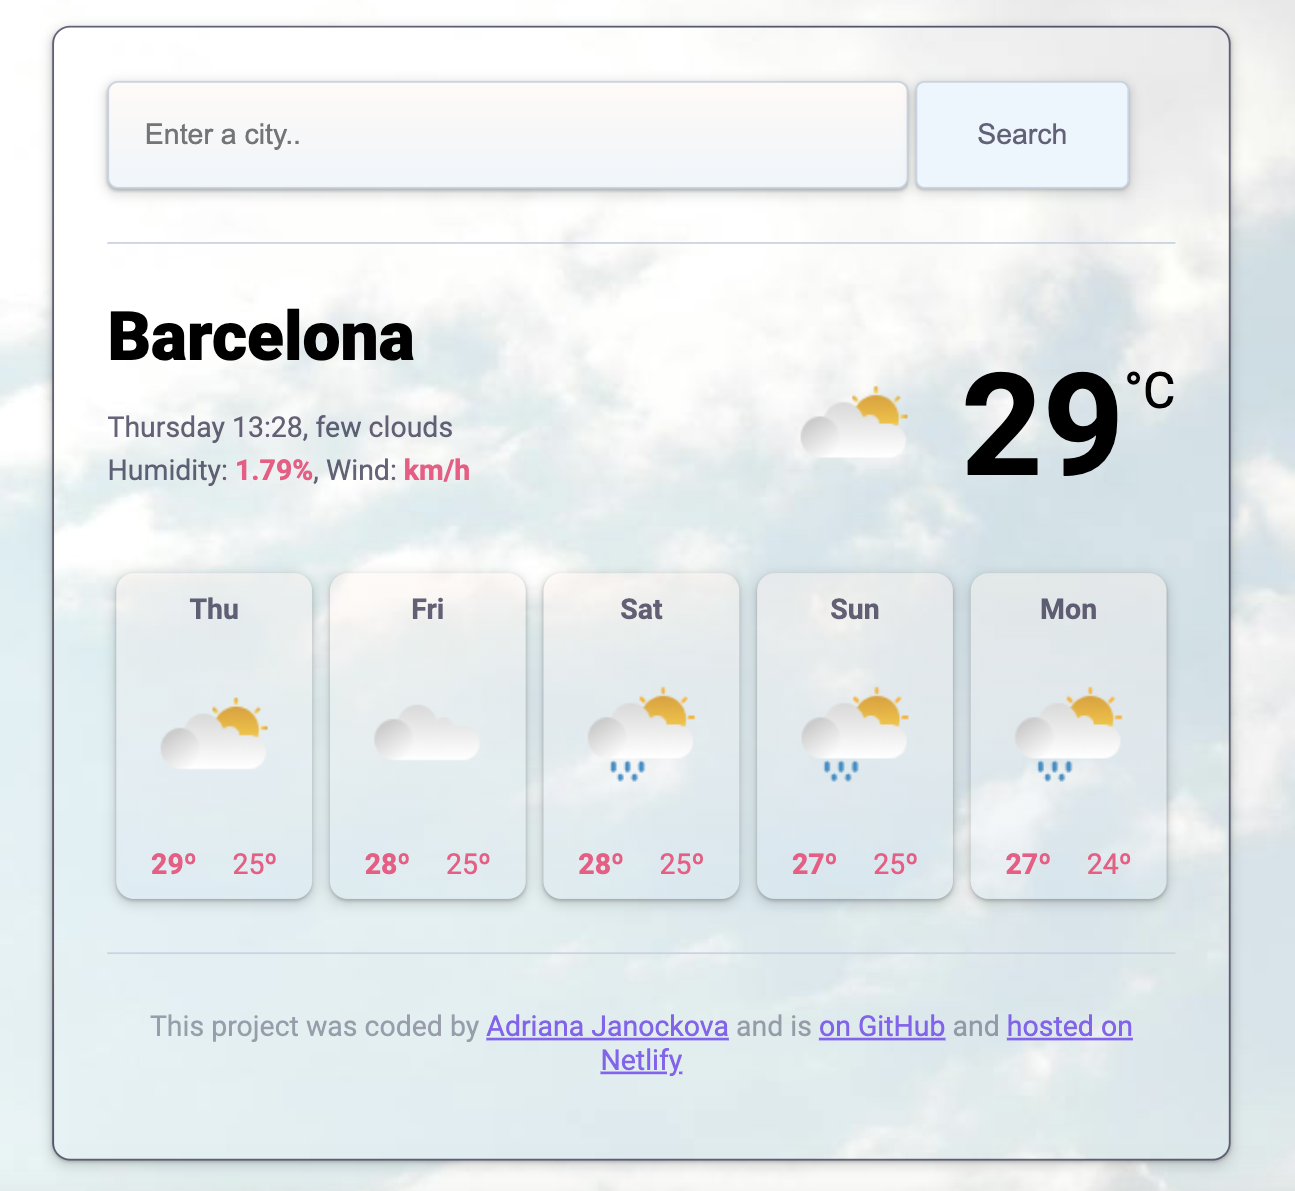 Enter a city..
Search
Barcelona
Thursday 13:28, few clouds
Humidity: 1.79%, Wind: km/h
29°C
Thu
Fri
Sat
Sun
Mon
29º 25º
28º 25º
28º 25º
27º 25º
27º 24º
This project was coded by Adriana Janockova and is on GitHub and hosted on
Netlify